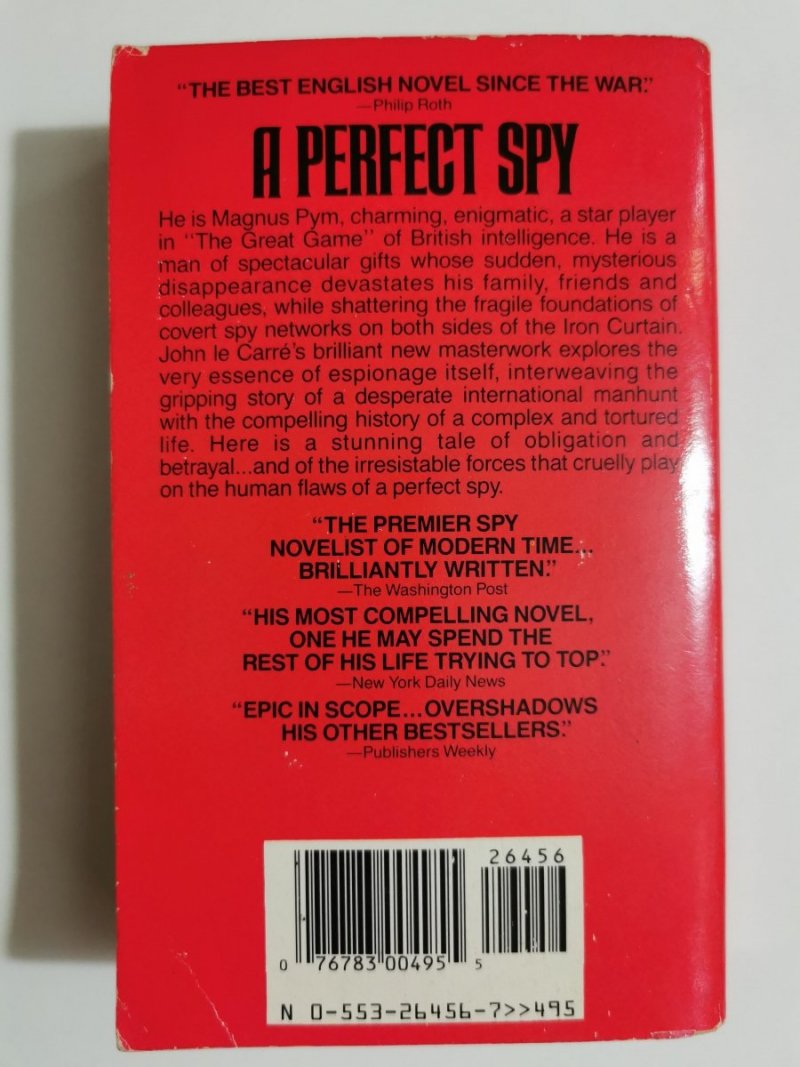 “THE BEST ENGLISH NOVEL SINCE THE WAR.”
—Philip Roth
A PERFECT SPY
He is Magnus Pym, charming, enigmatic, a star player
in "The Great Game" of British intelligence. He is a
man of spectacular gifts whose sudden, mysterious
disappearance devastates his family, friends and
colleagues, while shattering the fragile foundations of
covert spy networks on both sides of the Iron Curtain.
John le Carré's brilliant new masterwork explores the
very essence of espionage itself, interweaving the
gripping story of a desperate international manhunt
with the compelling history of a complex and tortured
life. Here is a stunning tale of obligation and
betrayal...and of the irresistable forces that cruelly play
on the human flaws of a perfect spy.
“THE PREMIER SPY
NOVELIST OF MODERN TIME...
BRILLIANTLY WRITTEN.”
—The Washington Post
“HIS MOST COMPELLING NOVEL,
ONE HE MAY SPEND THE
REST OF HIS LIFE TRYING TO TOP.”
—New York Daily News
“EPIC IN SCOPE...OVERSHADOWS
HIS OTHER BESTSELLERS.”
—Publishers Weekly
26456
0 76783 00495 5
N 0-553-26456-7>>495